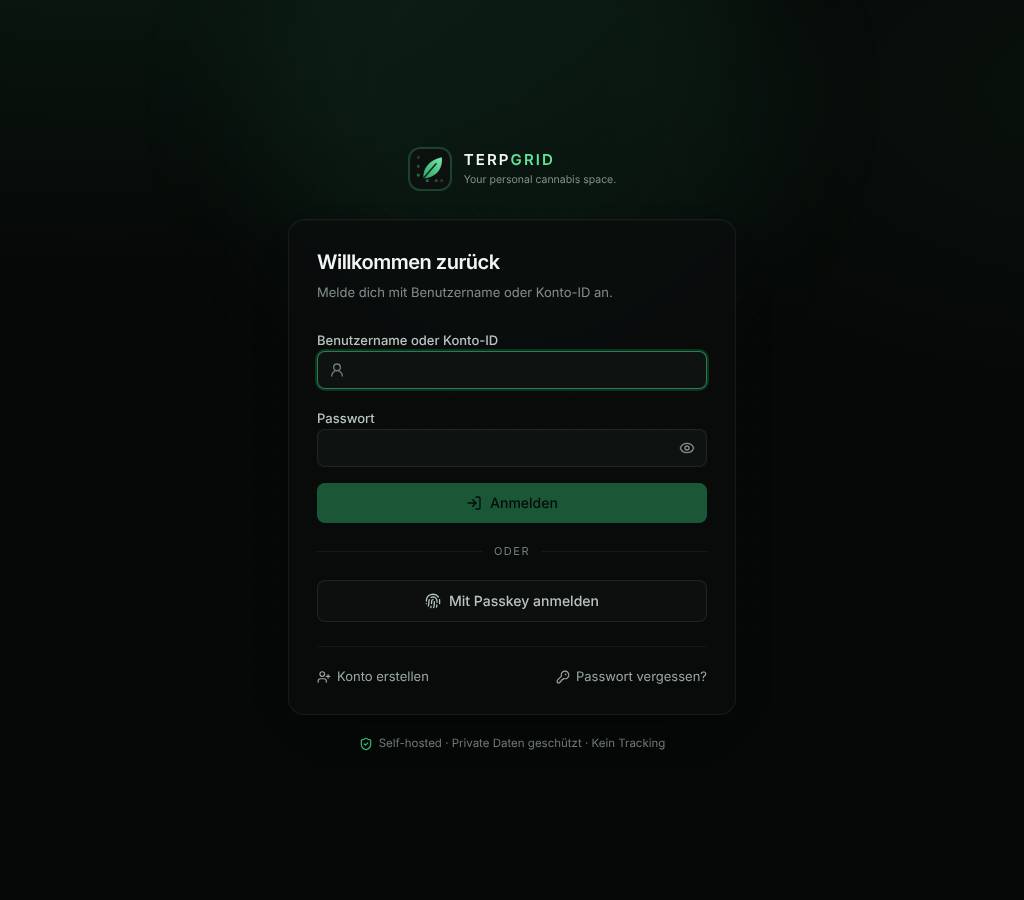 TERPGRID
Your personal cannabis space.
Willkommen zurück
Melde dich mit Benutzername oder Konto-ID an.
Benutzername oder Konto-ID
Passwort
Anmelden
ODER
Mit Passkey anmelden
Konto erstellen
Passwort vergessen?
Self-hosted · Private Daten geschützt · Kein Tracking